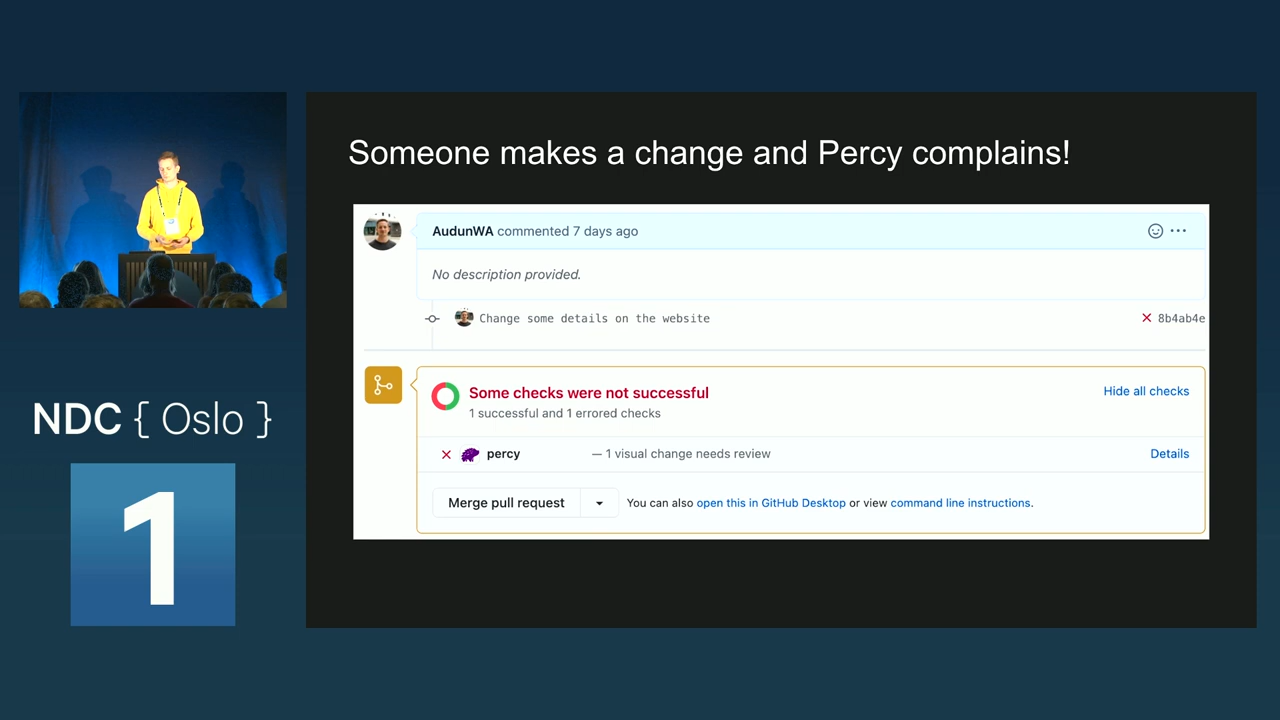 Someone makes a change and Percy complains!
AudunWA commented 7 days ago
No description provided.
Change some details on the website
8b4ab4e
Some checks were not successful
Hide all checks
1 successful and 1 errored checks
percy
— 1 visual change needs review
Details
Merge pull request
You can also open this in GitHub Desktop or view command line instructions.
NDC { Oslo }
1